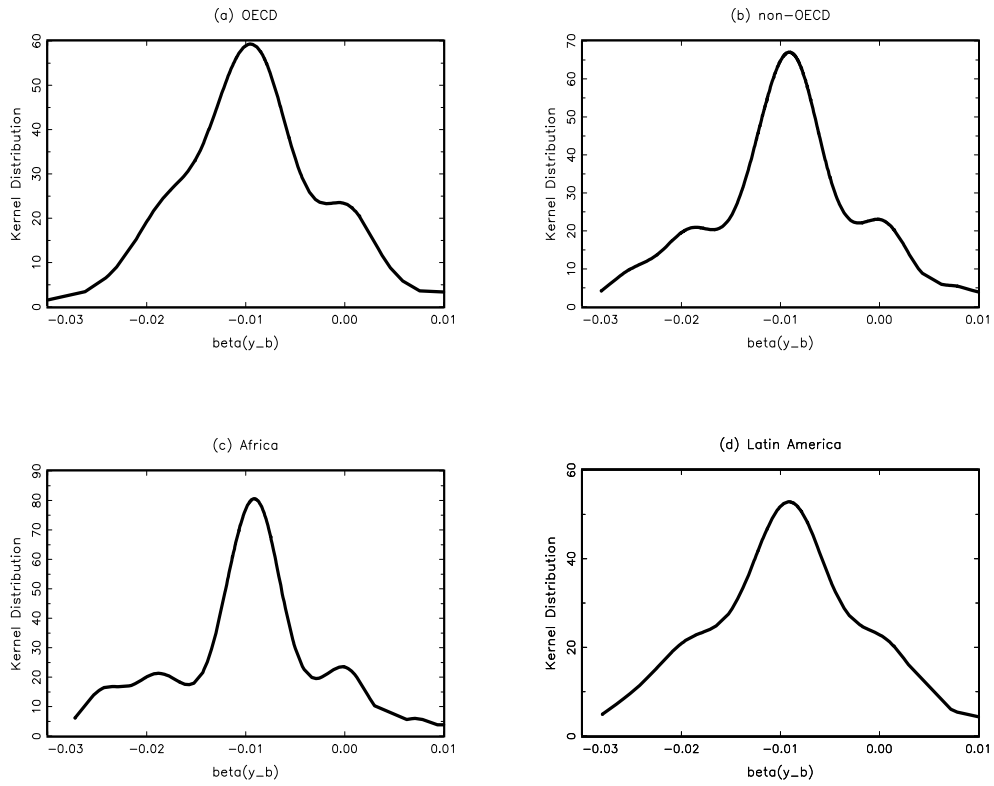 (a) OECD
Kernel Distribution
0 10 20 30 40 50 60
−0.03 −0.02 −0.01 0.00 0.01
beta(y_b)
(b) non−OECD
Kernel Distribution
0 10 20 30 40 50 60 70
−0.03 −0.02 −0.01 0.00 0.01
beta(y_b)
(c) Africa
Kernel Distribution
0 10 20 30 40 50 60 70 80 90
−0.03 −0.02 −0.01 0.00 0.01
beta(y_b)
(d) Latin America
Kernel Distribution
0 20 40 60
−0.03 −0.02 −0.01 0.00 0.01
beta(y_b)